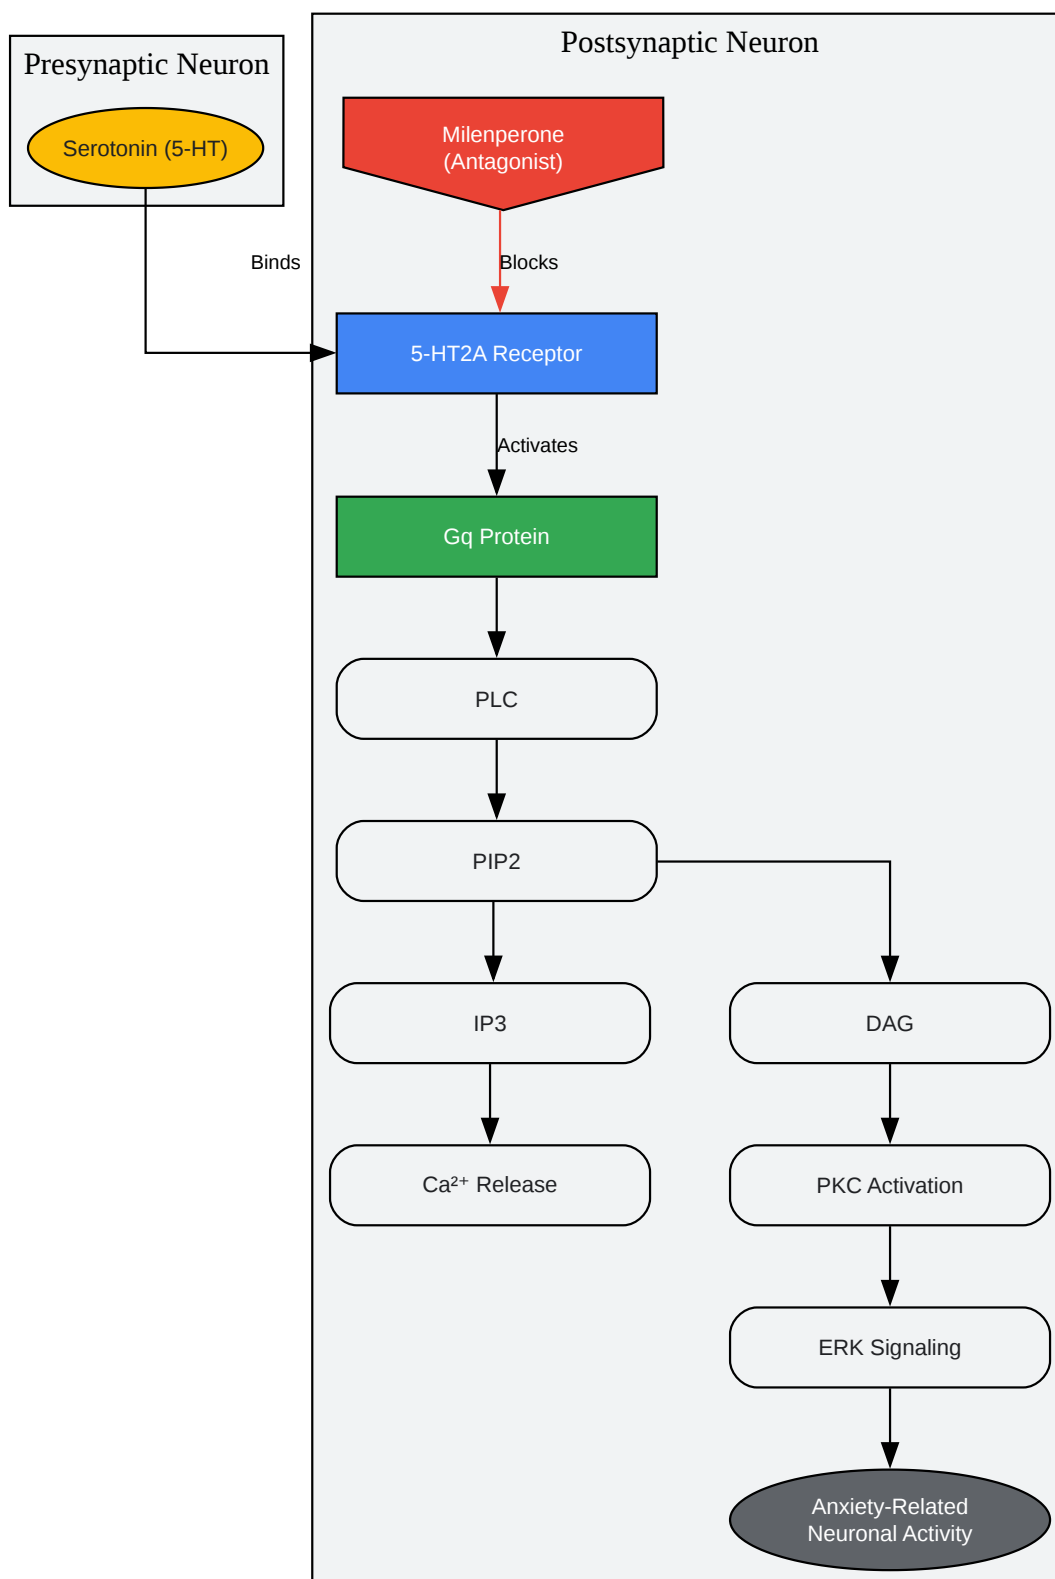 Postsynaptic Neuron
Presynaptic Neuron
Serotonin (5-HT)
Milenperone
(Antagonist)
Binds
Blocks
5-HT2A Receptor
Activates
Gq Protein
PLC
PIP2
IP3
DAG
Ca²⁺ Release
PKC Activation
ERK Signaling
Anxiety-Related
Neuronal Activity